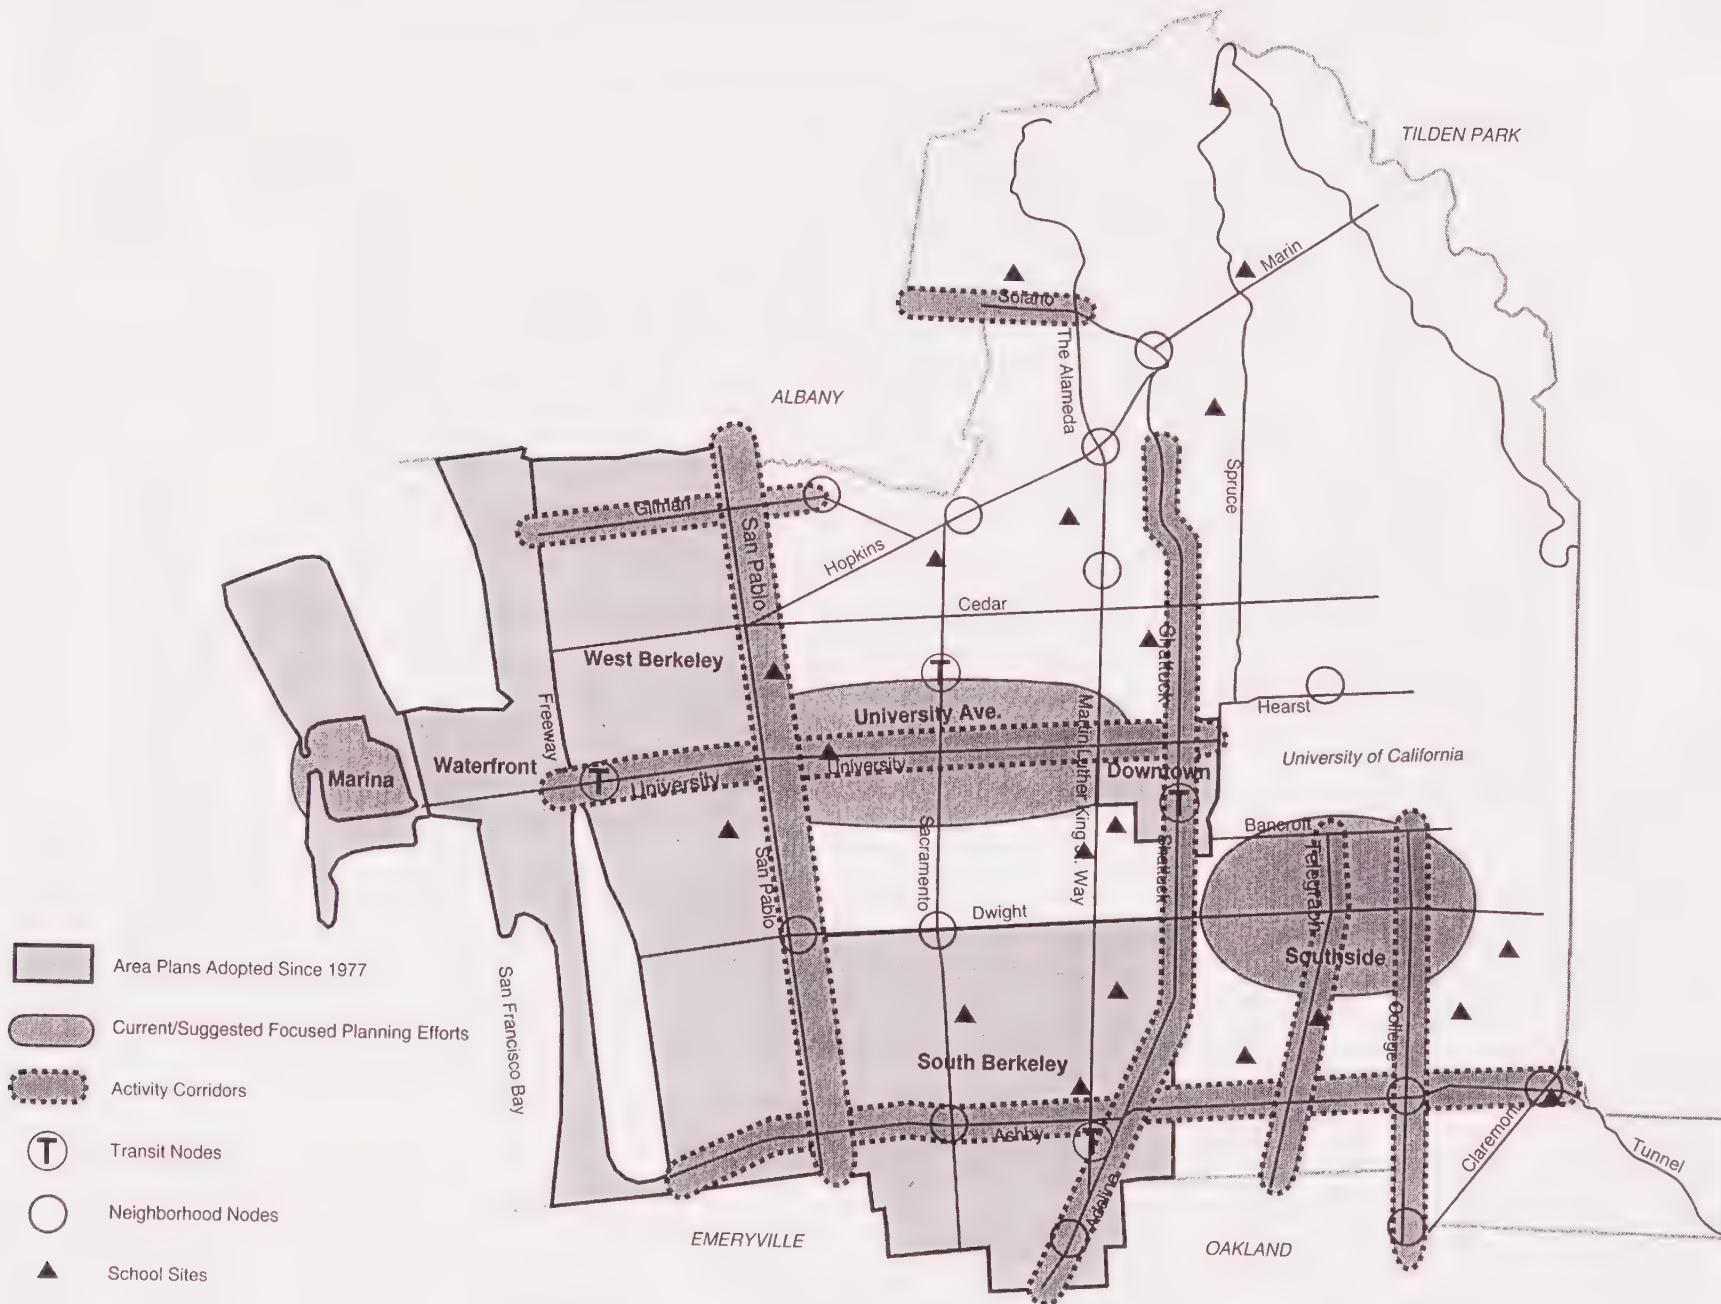 TILDEN PARK
Marin
Solano
The Alameda
ALBANY
Spruce
Gilman
San Pablo
Hopkins
Cedar
Shattuck
West Berkeley
Freeway
University Ave.
Martin Luther King Jr. Way
Hearst
University of California
Marina
Waterfront
University
University
Downtown
Bancroft
Sacramento
San Pablo
Shattuck
Telegraph
Dwight
Southside
San Francisco Bay
College
South Berkeley
Ashby
Claremont
Tunnel
Adeline
EMERYVILLE
OAKLAND
Area Plans Adopted Since 1977
Current/Suggested Focused Planning Efforts
Activity Corridors
T Transit Nodes
Neighborhood Nodes
School Sites
T
T
T
T